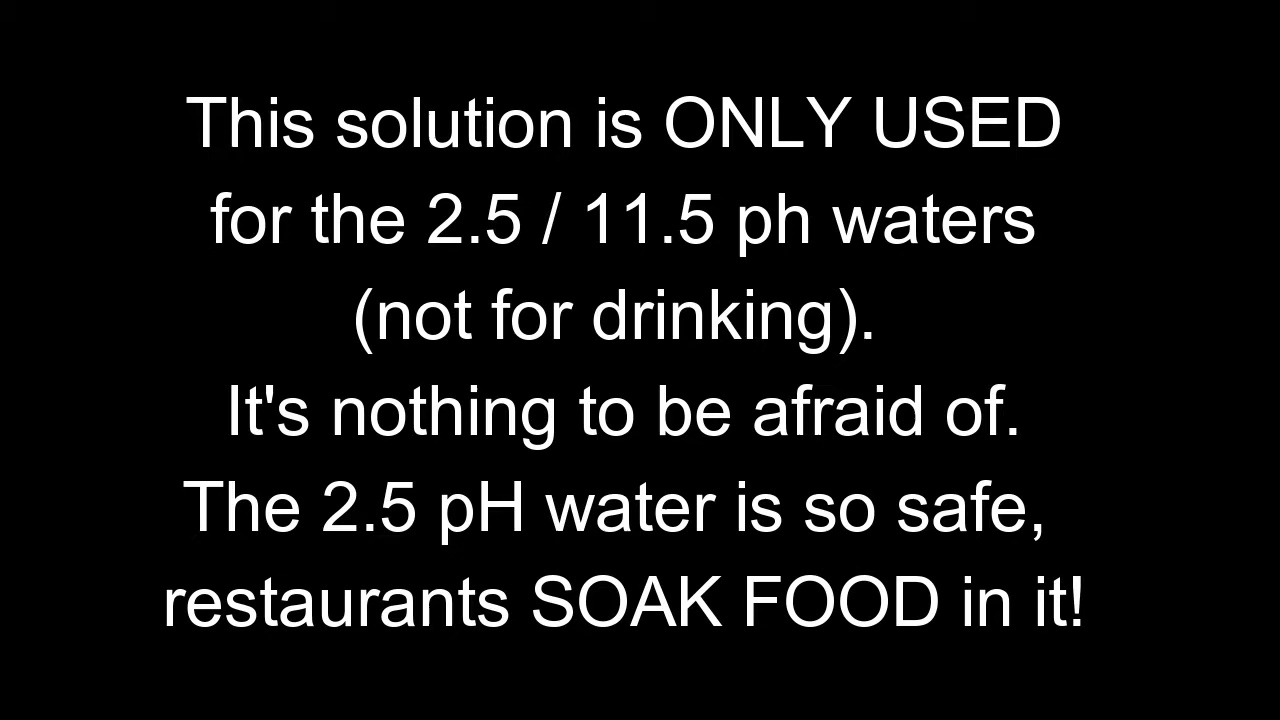 This solution is ONLY USED
for the 2.5 / 11.5 ph waters
(not for drinking).
It's nothing to be afraid of.
The 2.5 pH water is so safe,
restaurants SOAK FOOD in it!